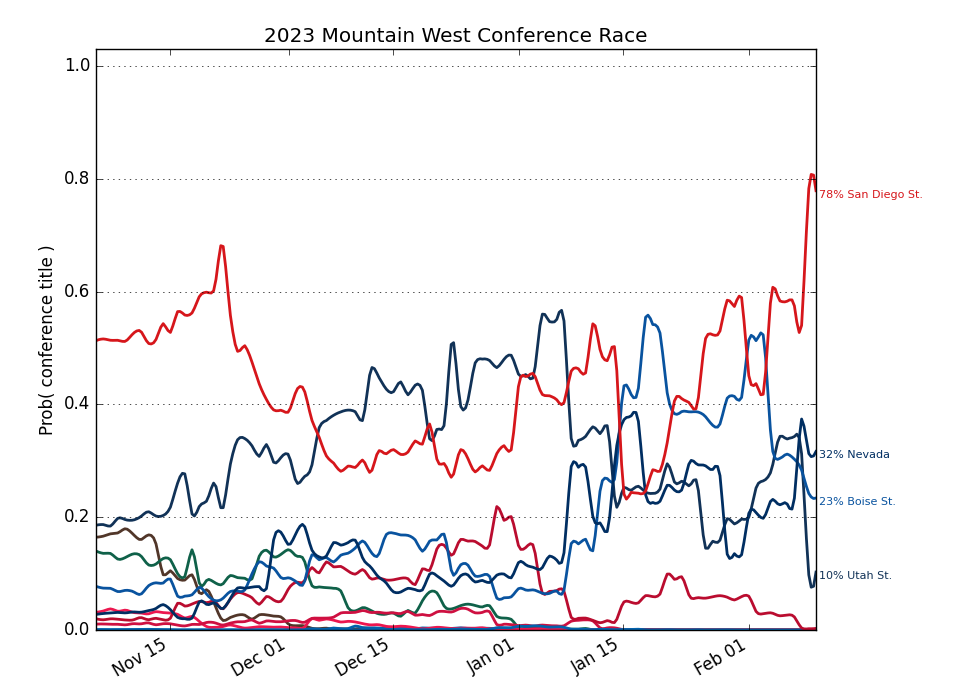 2023 Mountain West Conference Race
Prob( conference title )
1.0
0.8
0.6
0.4
0.2
0.0
78% San Diego St.
32% Nevada
23% Boise St.
10% Utah St.
Nov 15
Dec 01
Dec 15
Jan 01
Jan 15
Feb 01